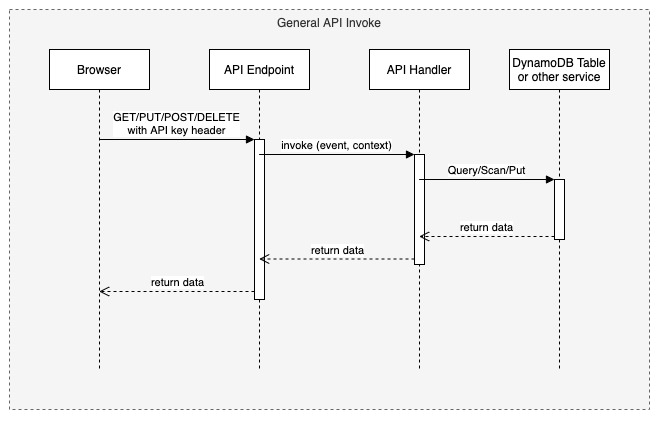 General API Invoke
Browser
API Endpoint
API Handler
DynamoDB Table
or other service
GET/PUT/POST/DELETE
with API key header
invoke (event, context)
Query/Scan/Put
return data
return data
return data